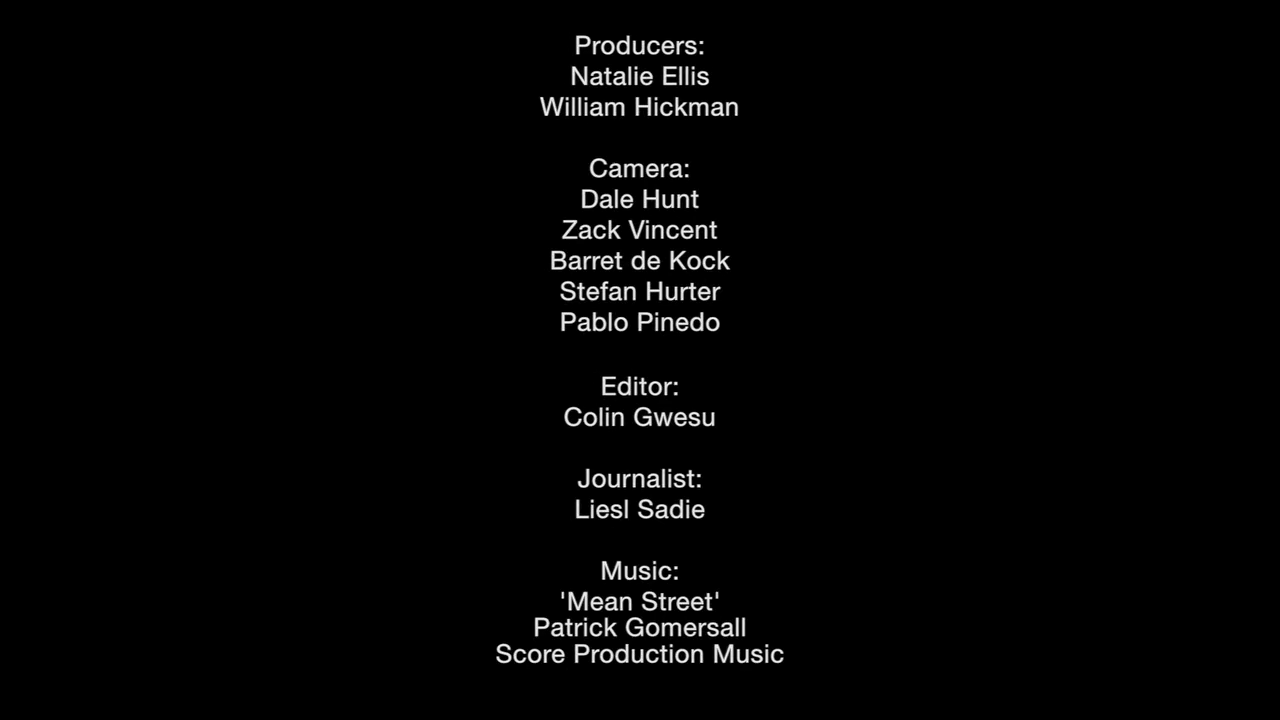 Producers:
Natalie Ellis
William Hickman
Camera:
Dale Hunt
Zack Vincent
Barret de Kock
Stefan Hurter
Pablo Pinedo
Editor:
Colin Gwesu
Journalist:
Liesl Sadie
Music:
'Mean Street'
Patrick Gomersall
Score Production Music